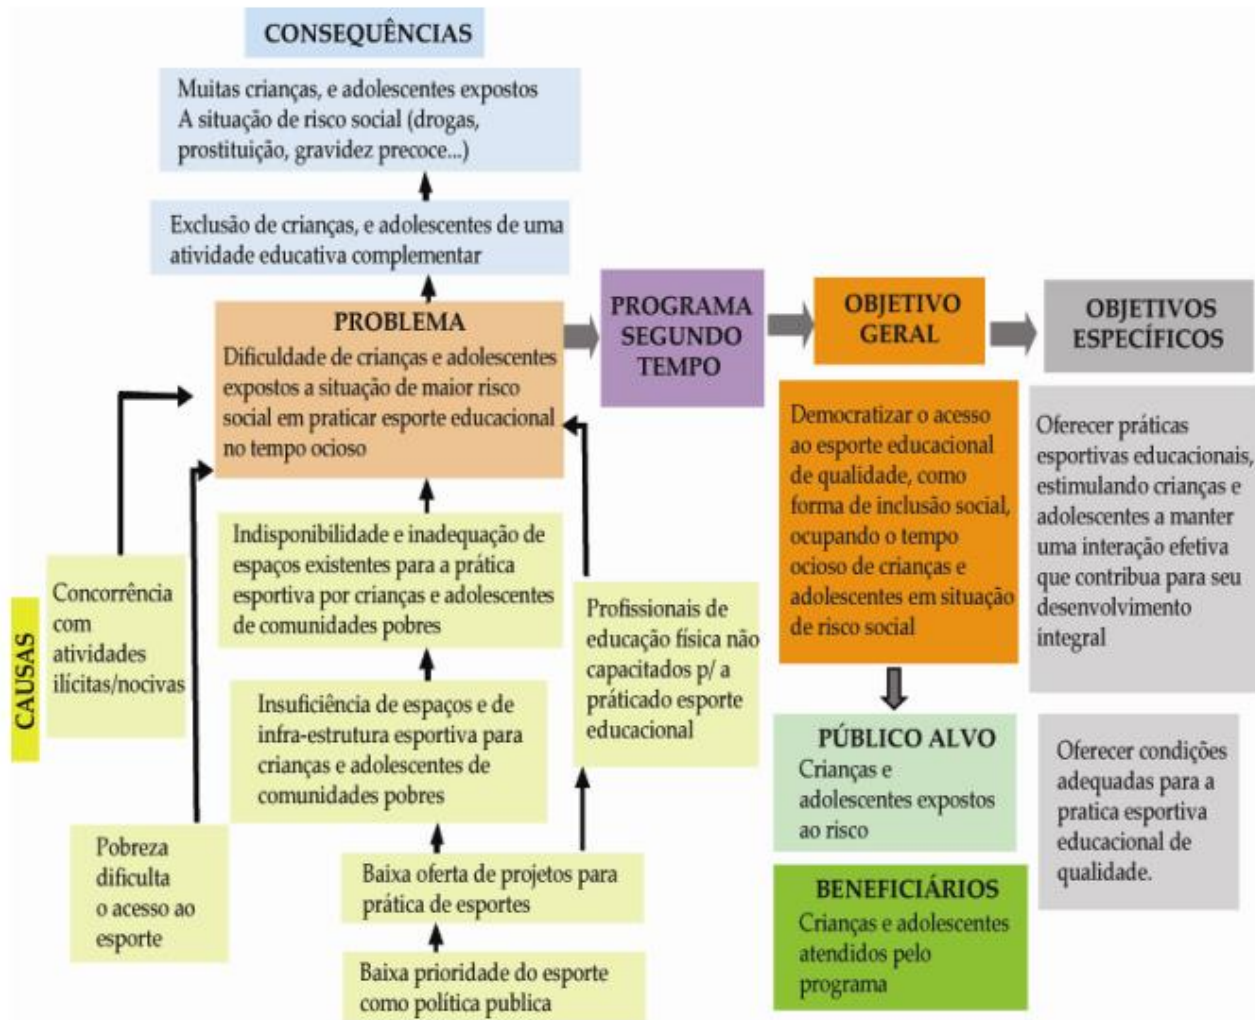 CONSEQUÊNCIAS
Muitas crianças, e adolescentes expostos
A situação de risco social (drogas,
prostituição, gravidez precoce...)
Exclusão de crianças, e adolescentes de uma
atividade educativa complementar
PROBLEMA
Dificuldade de crianças e adolescentes
expostos a situação de maior risco
social em praticar esporte educacional
no tempo ocioso
PROGRAMA
SEGUNDO
TEMPO
OBJETIVO
GERAL
OBJETIVOS
ESPECÍFICOS
Democratizar o acesso
ao esporte educacional
de qualidade, como
forma de inclusão social,
ocupando o tempo
ocioso de crianças e
adolescentes em situação
de risco social
Oferecer práticas
esportivas educacionais,
estimulando crianças e
adolescentes a manter
uma interação efetiva
que contribua para seu
desenvolvimento
integral
CAUSAS
Concorrência
com
atividades
ilícitas/nocivas
Indisponibilidade e inadequação de
espaços existentes para a prática
esportiva por crianças e adolescentes
de comunidades pobres
Profissionais de
educação física não
capacitados p/ a
práticado esporte
educacional
Insuficiência de espaços e de
infra-estrutura esportiva para
crianças e adolescentes de
comunidades pobres
PÚBLICO ALVO
Crianças e
adolescentes expostos
ao risco
Oferecer condições
adequadas para a
pratica esportiva
educacional de
qualidade.
Pobreza
dificulta
o acesso ao
esporte
Baixa oferta de projetos para
prática de esportes
BENEFICIÁRIOS
Crianças e adolescentes
atendidos pelo
programa
Baixa prioridade do esporte
como política publica